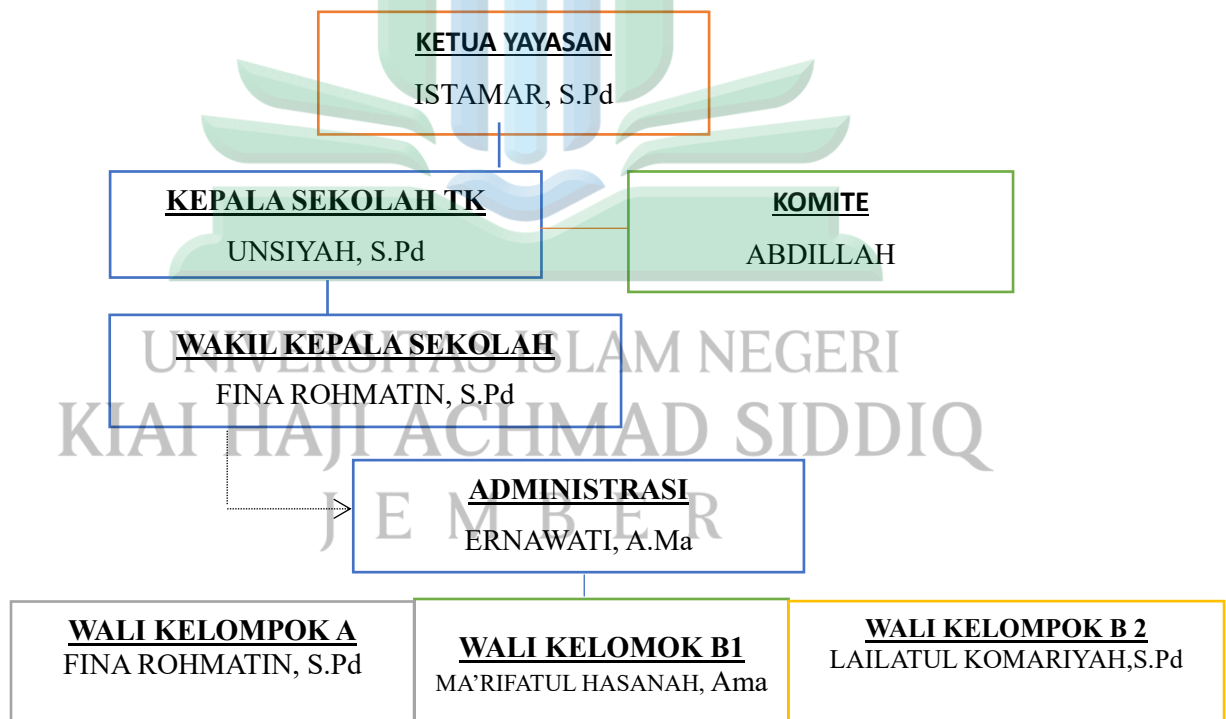 KETUA YAYASAN
ISTAMAR, S.Pd
KEPALA SEKOLAH TK
UNSIYAH, S.Pd
KOMITE
ABDILLAH
WAKIL KEPALA SEKOLAH
FINA ROHMATIN, S.Pd
UNIVERSITAS ISLAM NEGERI
KIAI HAJI ACHMAD SIDDIQ
JEMBER
ADMINISTRASI
ERNAWATI, A.Ma
WALI KELOMPOK A
FINA ROHMATIN, S.Pd
WALI KELOMOK B1
MA’RIFATUL HASANAH, Ama
WALI KELOMPOK B 2
LAILATUL KOMARIYAH,S.Pd